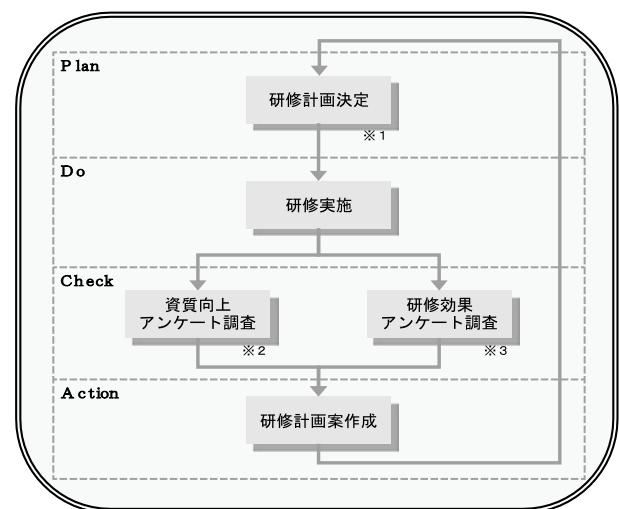 Plan
研修計画決定
※1
Do
研修実施
Check
資質向上
アンケート調査
※2
研修効果
アンケート調査
※3
Action
研修計画案作成